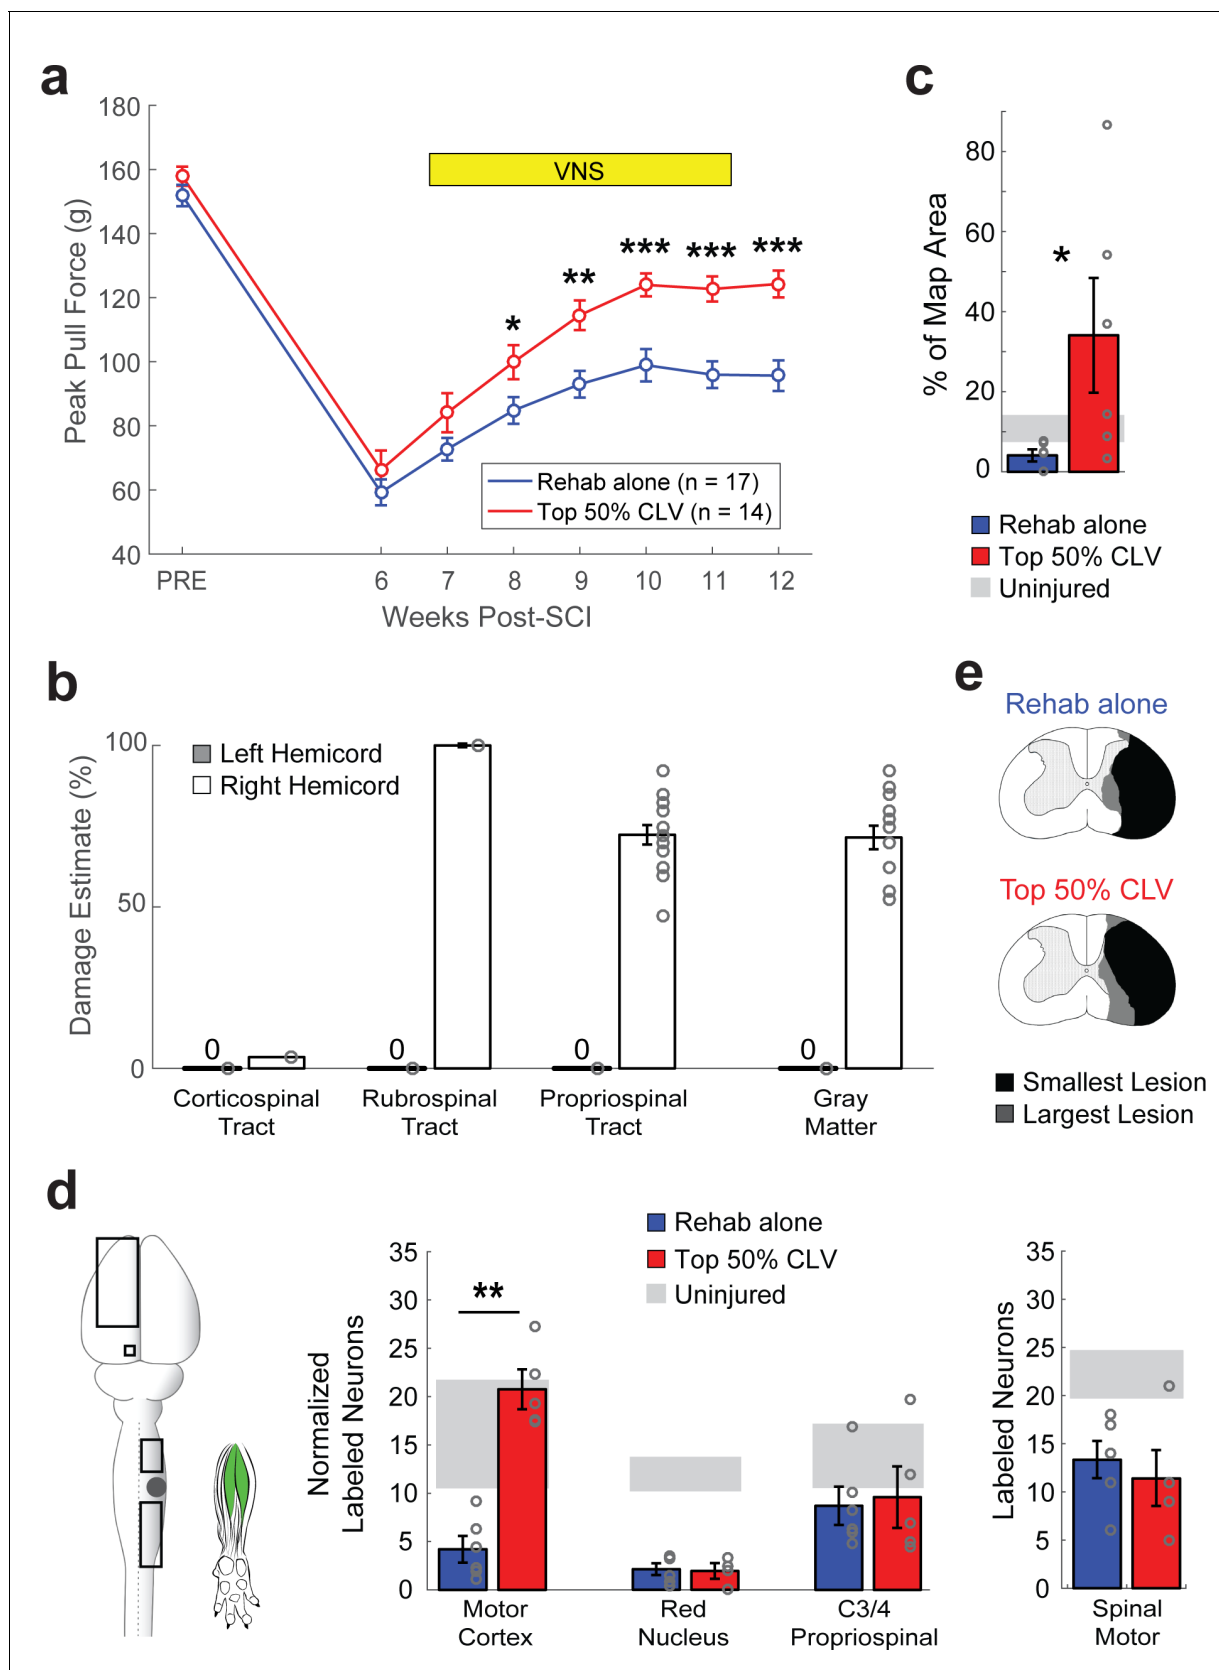 a
180
160
140
120
100
80
60
40
Peak Pull Force (g)
VNS
*
**
***
***
***
Rehab alone (n = 17)
Top 50% CLV (n = 14)
PRE
6
7
8
9
10
11
12
Weeks Post-SCI
c
80
60
40
20
0
% of Map Area
*
Rehab alone
Top 50% CLV
Uninjured
b
100
50
0
Damage Estimate (%)
Left Hemicord
Right Hemicord
0
0
0
0
Corticospinal
Tract
Rubrospinal
Tract
Propriospinal
Tract
Gray
Matter
e
Rehab alone
Top 50% CLV
Smallest Lesion
Largest Lesion
d
Rehab alone
Top 50% CLV
Uninjured
Normalized
Labeled Neurons
35
30
25
20
15
10
5
0
**
Motor
Cortex
Red
Nucleus
C3/4
Propriospinal
Labeled Neurons
35
30
25
20
15
10
5
0
Spinal
Motor